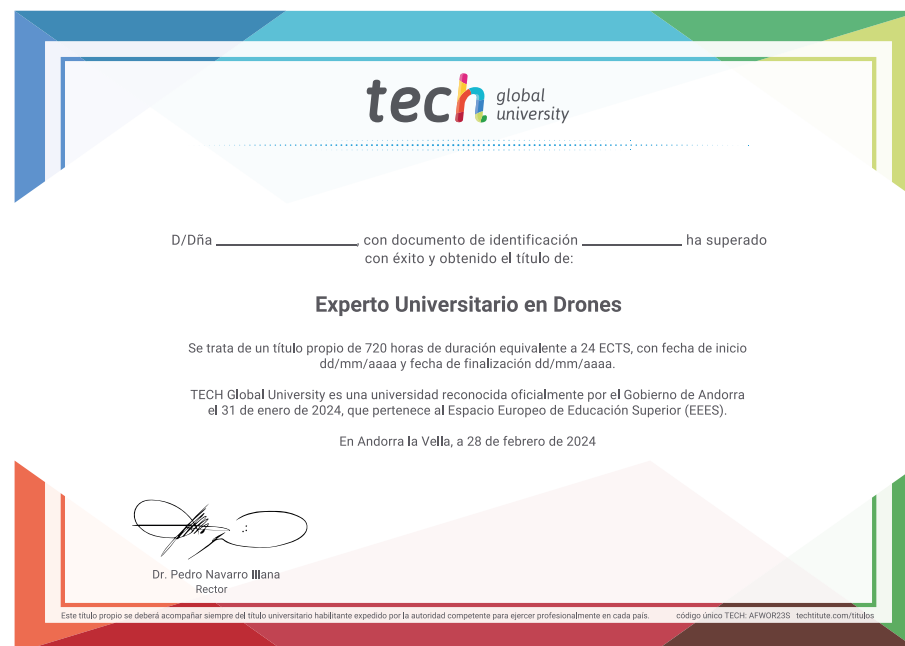 tech global university
D/Dña ____________, con documento de identificación ____________ ha superado
con éxito y obtenido el título de:
Experto Universitario en Drones
Se trata de un título propio de 720 horas de duración equivalente a 24 ECTS, con fecha de inicio
dd/mm/aaaa y fecha de finalización dd/mm/aaaa.
TECH Global University es una universidad reconocida oficialmente por el Gobierno de Andorra
el 31 de enero de 2024, que pertenece al Espacio Europeo de Educación Superior (EEES).
En Andorra la Vella, a 28 de febrero de 2024
Dr. Pedro Navarro Illana
Rector
Este título propio se deberá acompañar siempre del título universitario habilitante expedido por la autoridad competente para ejercer profesionalmente en cada país. código único TECH: AFWOR23S techtitute.com/titulos